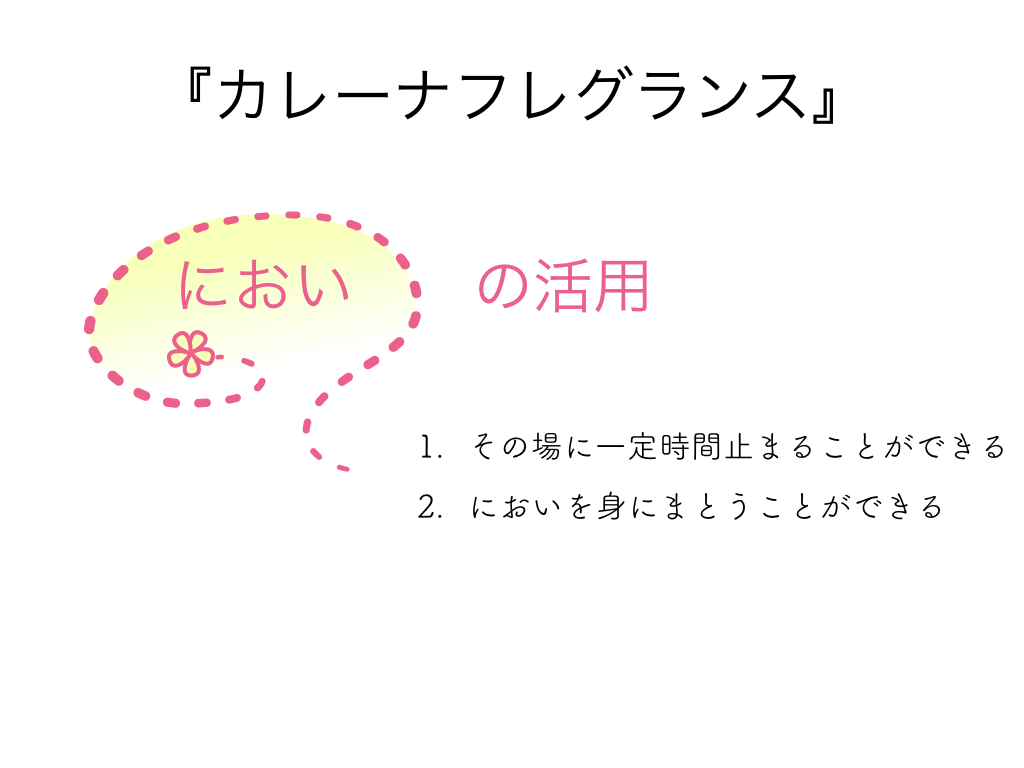 『カレーナフレグランス』
においの活用
1. その場に一定時間止まることができる
2. においを身にまとうことができる